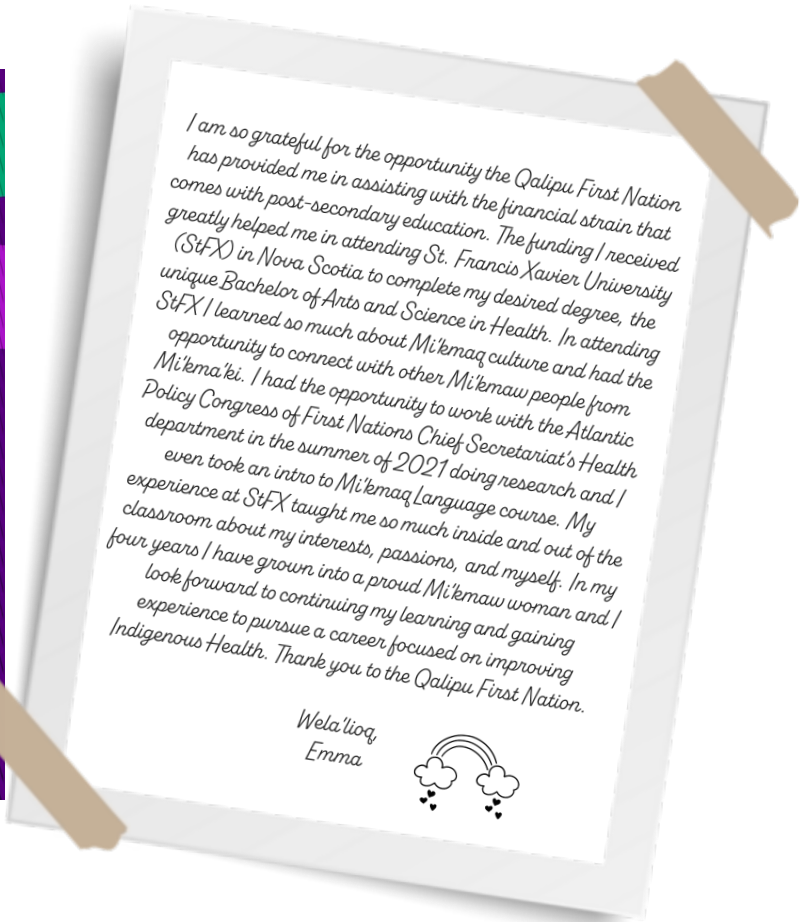 I am so grateful for the opportunity the Qalipu First Nation
has provided me in assisting with the financial strain that
comes with post-secondary education. The funding I received
greatly helped me in attending St. Francis Xavier University
(StFX) in Nova Scotia to complete my desired degree, the
unique Bachelor of Arts and Science in Health. In attending
StFX I learned so much about Mi'kmaq culture and had the
opportunity to connect with other Mi'kmaw people from
Mi'kma'ki. I had the opportunity to work with the Atlantic
Policy Congress of First Nations Chief Secretariat's Health
department in the summer of 2021 doing research and I
even took an intro to Mi'kmaq Language course. My
experience at StFX taught me so much inside and out of the
classroom about my interests, passions, and myself. In my
four years I have grown into a proud Mi'kmaw woman and I
look forward to continuing my learning and gaining
experience to pursue a career focused on improving
Indigenous Health. Thank you to the Qalipu First Nation.
Wela'lioq,
Emma